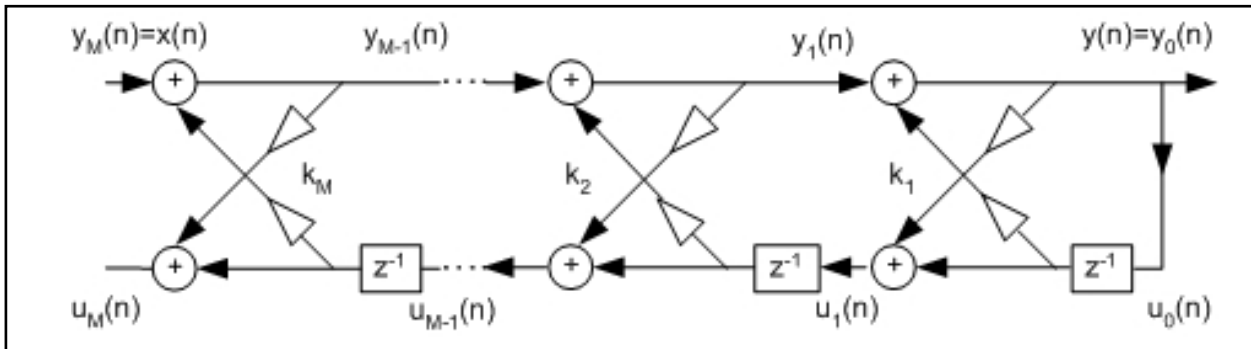 y_M(n)=x(n) y_{M-1}(n) y_1(n) y(n)=y_0(n)
+ + +
k_M k_2 k_1
+ z^{-1} + z^{-1} + z^{-1}
u_M(n) u_{M-1}(n) u_1(n) u_0(n)